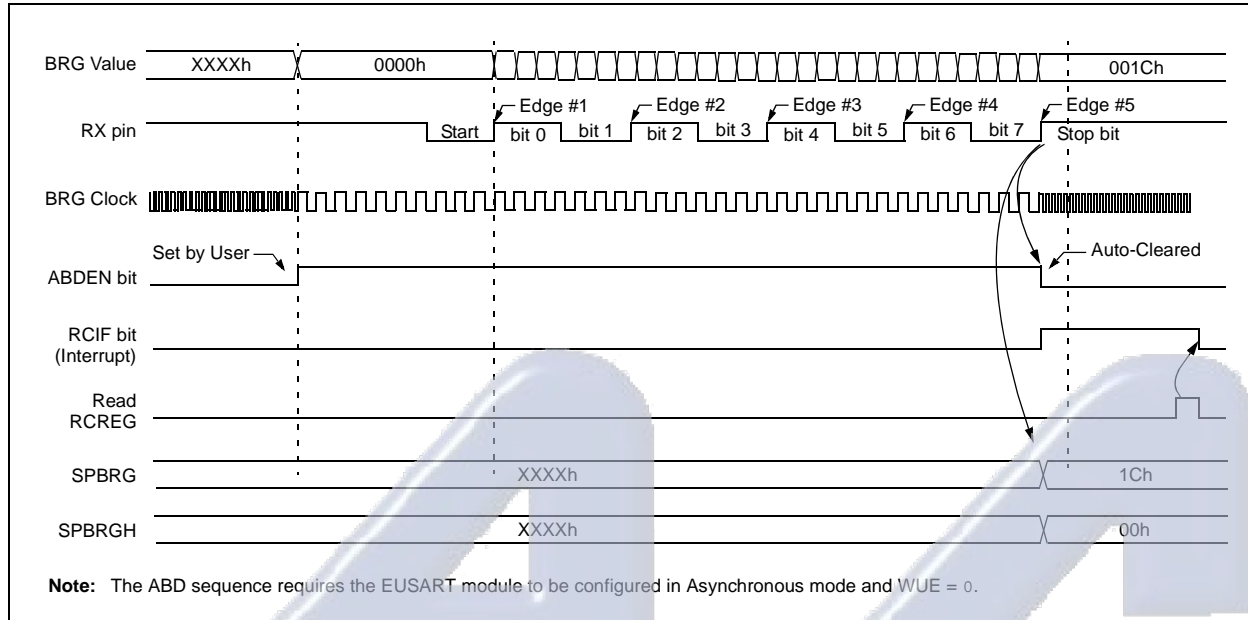 BRG Value XXXXh 0000h 001Ch
Edge #1 Edge #2 Edge #3 Edge #4 Edge #5
RX pin Start bit 0 bit 1 bit 2 bit 3 bit 4 bit 5 bit 6 bit 7 Stop bit
BRG Clock
Set by User Auto-Cleared
ABDEN bit
RCIF bit
(Interrupt)
Read
RCREG
SPBRG XXXXh 1Ch
SPBRGH XXXXh 00h
Note: The ABD sequence requires the EUSART module to be configured in Asynchronous mode and WUE = 0.